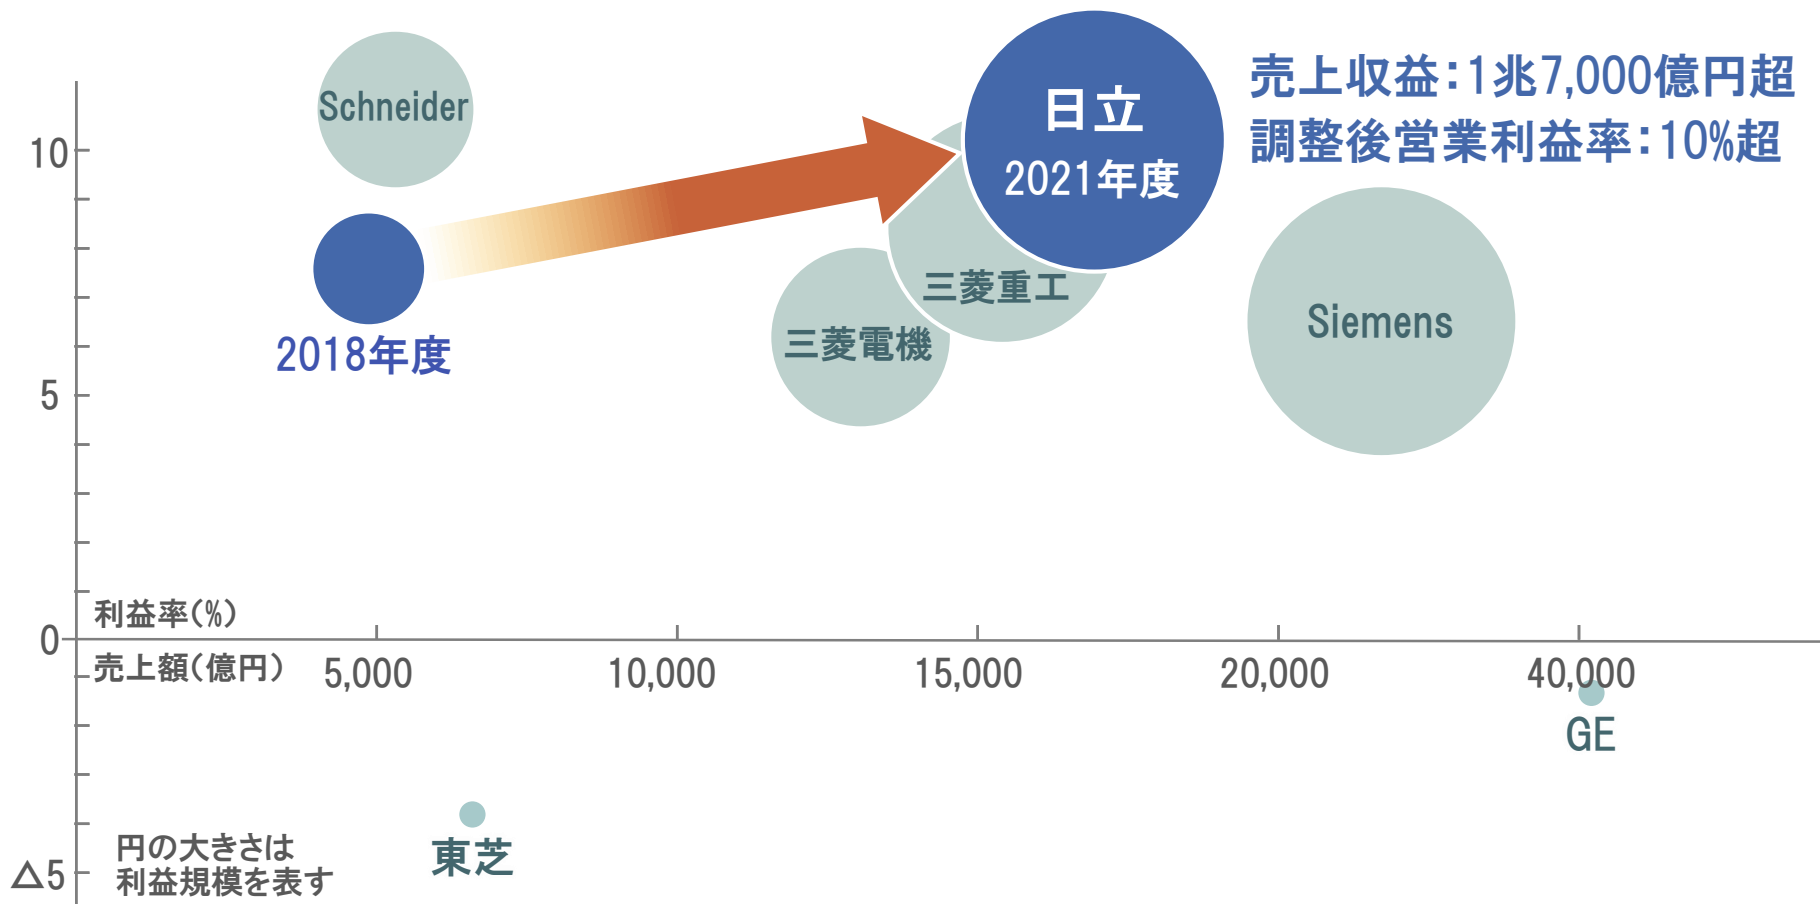 Schneider
日立
2021年度
売上収益：1兆7,000億円超
調整後営業利益率：10%超
10
2018年度
三菱重工
三菱電機
Siemens
5
利益率(%)
0
売上額(億円)
5,000
10,000
15,000
20,000
40,000
GE
東芝
円の大きさは
利益規模を表す
△5